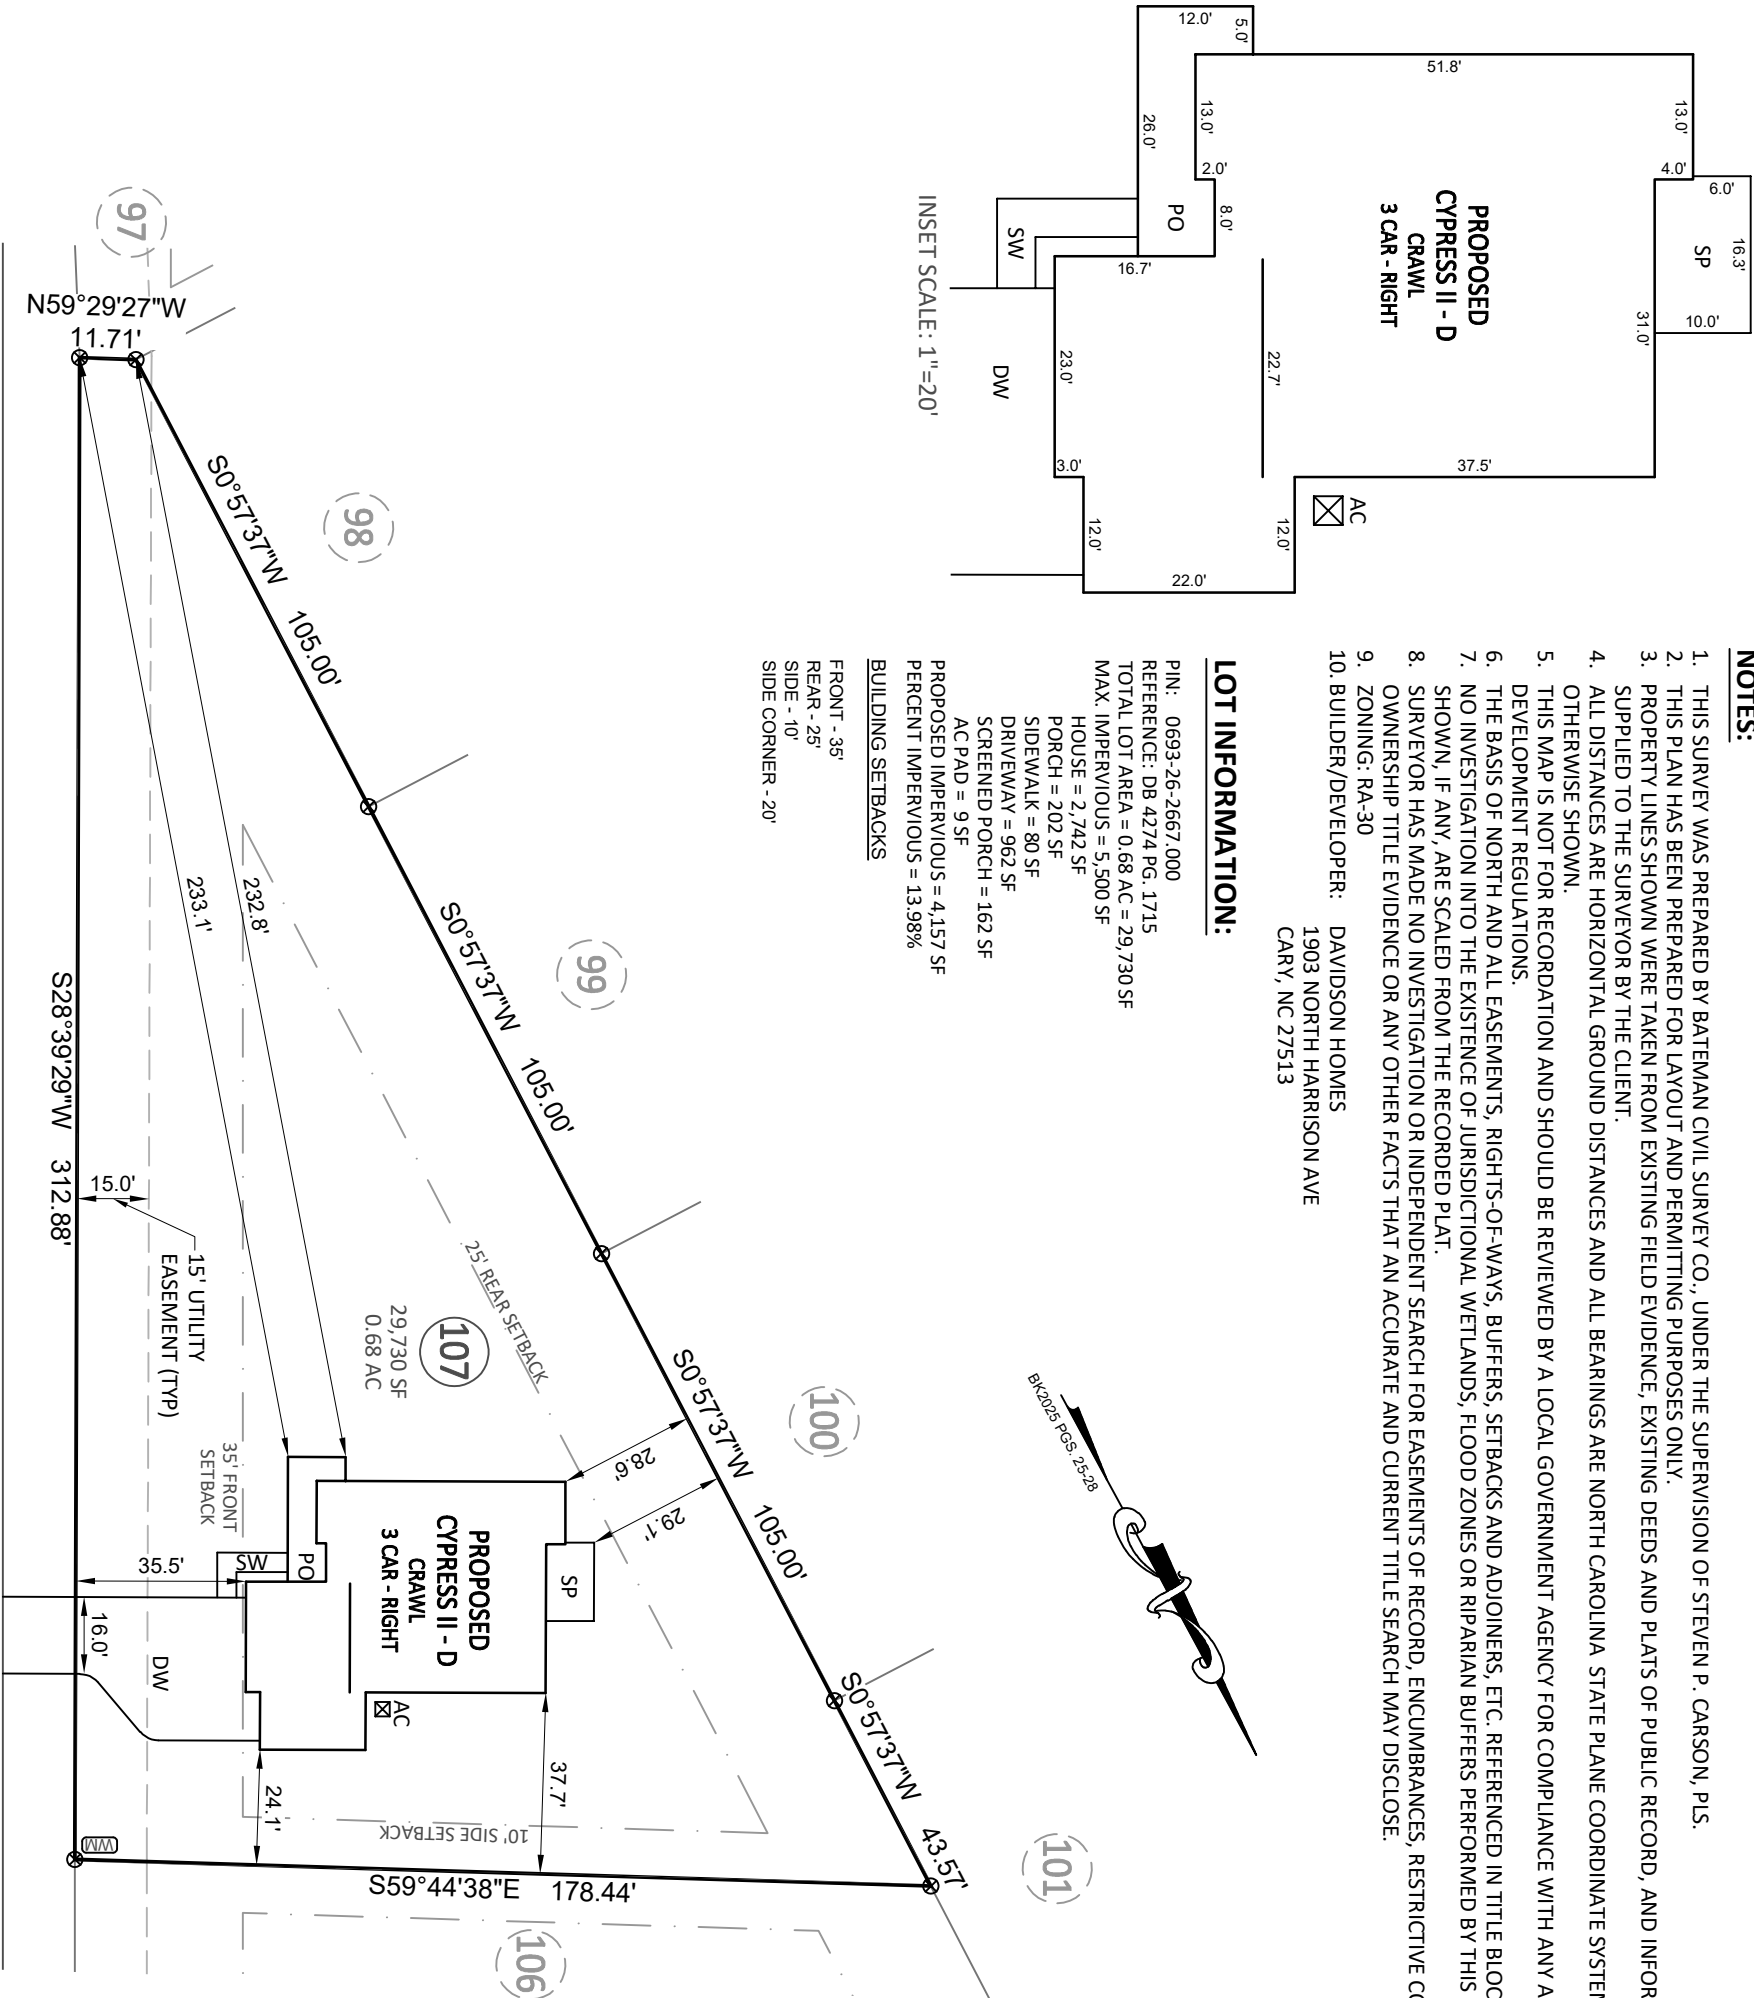 NOTES:
1. THIS SURVEY WAS PREPARED BY BATEMAN CIVIL SURVEY CO., UNDER THE SUPERVISION OF STEVEN P. CARSON, PLS.
2. THIS PLAN HAS BEEN PREPARED FOR LAYOUT AND PERMITTING PURPOSES ONLY.
3. PROPERTY LINES SHOWN WERE TAKEN FROM EXISTING FIELD EVIDENCE, EXISTING DEEDS AND PLATS OF PUBLIC RECORD, AND INFOR
SUPPLIED TO THE SURVEYOR BY THE CLIENT.
4. ALL DISTANCES ARE HORIZONTAL GROUND DISTANCES AND ALL BEARINGS ARE NORTH CAROLINA STATE PLANE COORDINATE SYSTEM
OTHERWISE SHOWN.
5. THIS MAP IS NOT FOR RECORDATION AND SHOULD BE REVIEWED BY A LOCAL GOVERNMENT AGENCY FOR COMPLIANCE WITH ANY A
DEVELOPMENT REGULATIONS.
6. THE BASIS OF NORTH AND ALL EASEMENTS, RIGHTS-OF-WAYS, BUFFERS, SETBACKS AND ADJOINERS, ETC. REFERENCED IN TITLE BLOC
7. NO INVESTIGATION INTO THE EXISTENCE OF JURISDICTIONAL WETLANDS, FLOOD ZONES OR RIPARIAN BUFFERS PERFORMED BY THIS
SHOWN, IF ANY, ARE SCALED FROM THE RECORDED PLAT.
8. SURVEYOR HAS MADE NO INVESTIGATION OR INDEPENDENT SEARCH FOR EASEMENTS OF RECORD, ENCUMBRANCES, RESTRICTIVE CO
OWNERSHIP TITLE EVIDENCE OR ANY OTHER FACTS THAT AN ACCURATE AND CURRENT TITLE SEARCH MAY DISCLOSE.
9. ZONING: RA-30
10. BUILDER/DEVELOPER: DAVIDSON HOMES
1903 NORTH HARRISON AVE
CARY, NC 27513
LOT INFORMATION:
PIN: 0693-26-2667.000
REFERENCE: DB 4274 PG. 1715
TOTAL LOT AREA = 0.68 AC = 29,730 SF
MAX. IMPERVIOUS = 5,500 SF
HOUSE = 2,742 SF
PORCH = 202 SF
SIDEWALK = 80 SF
DRIVEWAY = 962 SF
SCREENED PORCH = 162 SF
AC PAD = 9 SF
PROPOSED IMPERVIOUS = 4,157 SF
PERCENT IMPERVIOUS = 13.98%
BUILDING SETBACKS
FRONT - 35'
REAR - 25'
SIDE - 10'
SIDE CORNER - 20'
PROPOSED
CYPRESS II - D
CRAWL
3 CAR - RIGHT
12.0'
5.0'
51.8'
13.0'
4.0'
6.0'
16.3'
SP
10.0'
31.0'
37.5'
AC
12.0'
22.0'
12.0'
3.0'
23.0'
22.7'
16.7'
8.0'
2.0'
13.0'
26.0'
PO
SW
DW
INSET SCALE: 1"=20'
BK2025 PGS. 25-28
97
98
99
100
101
106
N59°29'27"W
11.71'
S0°57'37"W 105.00'
S0°57'37"W 105.00'
S0°57'37"W 105.00'
S0°57'37"W 43.57'
S59°44'38"E 178.44'
S28°39'29"W 312.88'
232.8'
233.1'
15.0'
15' UTILITY
EASEMENT (TYP)
25' REAR SETBACK
107
29,730 SF
0.68 AC
35' FRONT
SETBACK
35.5'
16.0'
28.6'
29.1'
37.7'
24.1'
10' SIDE SETBACK
PROPOSED
CYPRESS II - D
CRAWL
3 CAR - RIGHT
SP
PO
SW
DW
AC
WM